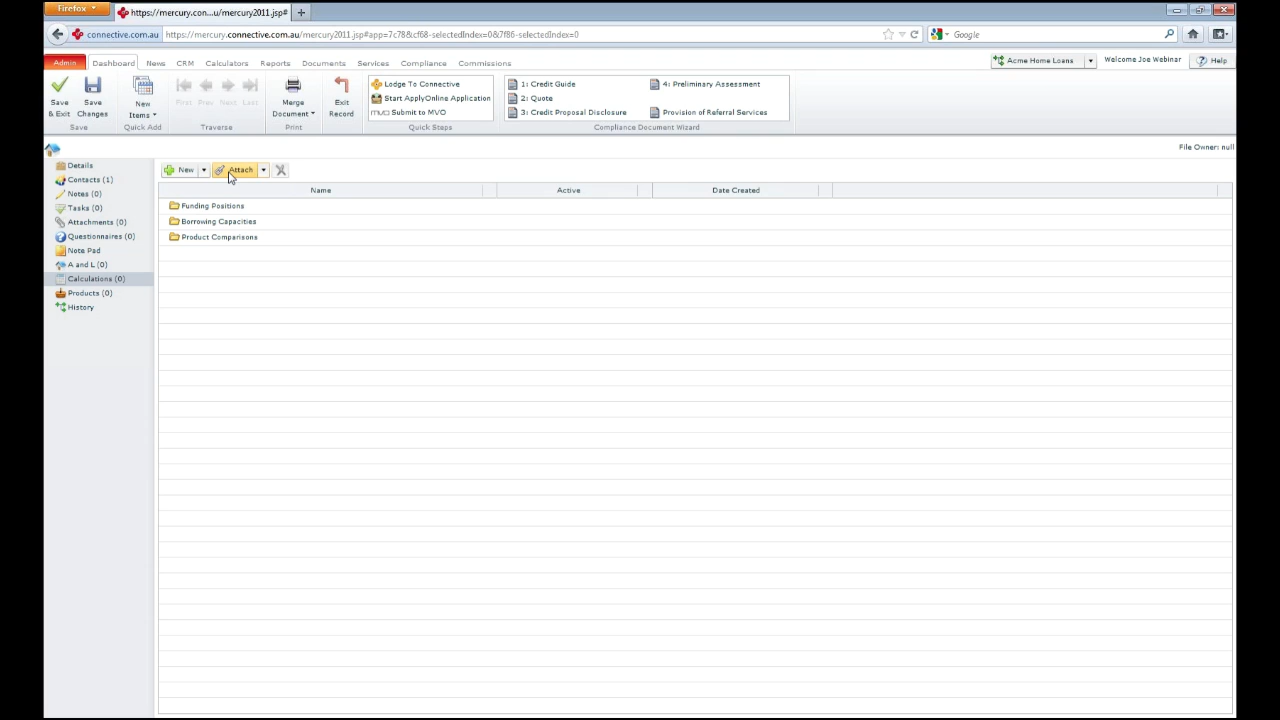 Firefox
https://mercury.con...u/mercury2011.jsp#
connective.com.au
https://mercury.connective.com.au/mercury2011.jsp#app=7c78&cf68-selectedIndex=0&7f86-selectedIndex=0
Google
Admin
Dashboard
News
CRM
Calculators
Reports
Documents
Services
Compliance
Commissions
Acme Home Loans
Welcome Joe Webinar
Help
Save
& Exit
Save
Changes
Save
New
Items
Quick Add
First
Prev
Next
Last
Traverse
Merge
Document
Print
Exit
Record
Lodge To Connective
Start ApplyOnline Application
mvo Submit to MVO
Quick Steps
1: Credit Guide
2: Quote
3: Credit Proposal Disclosure
4: Preliminary Assessment
Provision of Referral Services
Compliance Document Wizard
File Owner: null
Details
Contacts (1)
Notes (0)
Tasks (0)
Attachments (0)
Questionnaires (0)
Note Pad
A and L (0)
Calculations (0)
Products (0)
History
New
Attach
Name
Active
Date Created
Funding Positions
Borrowing Capacities
Product Comparisons